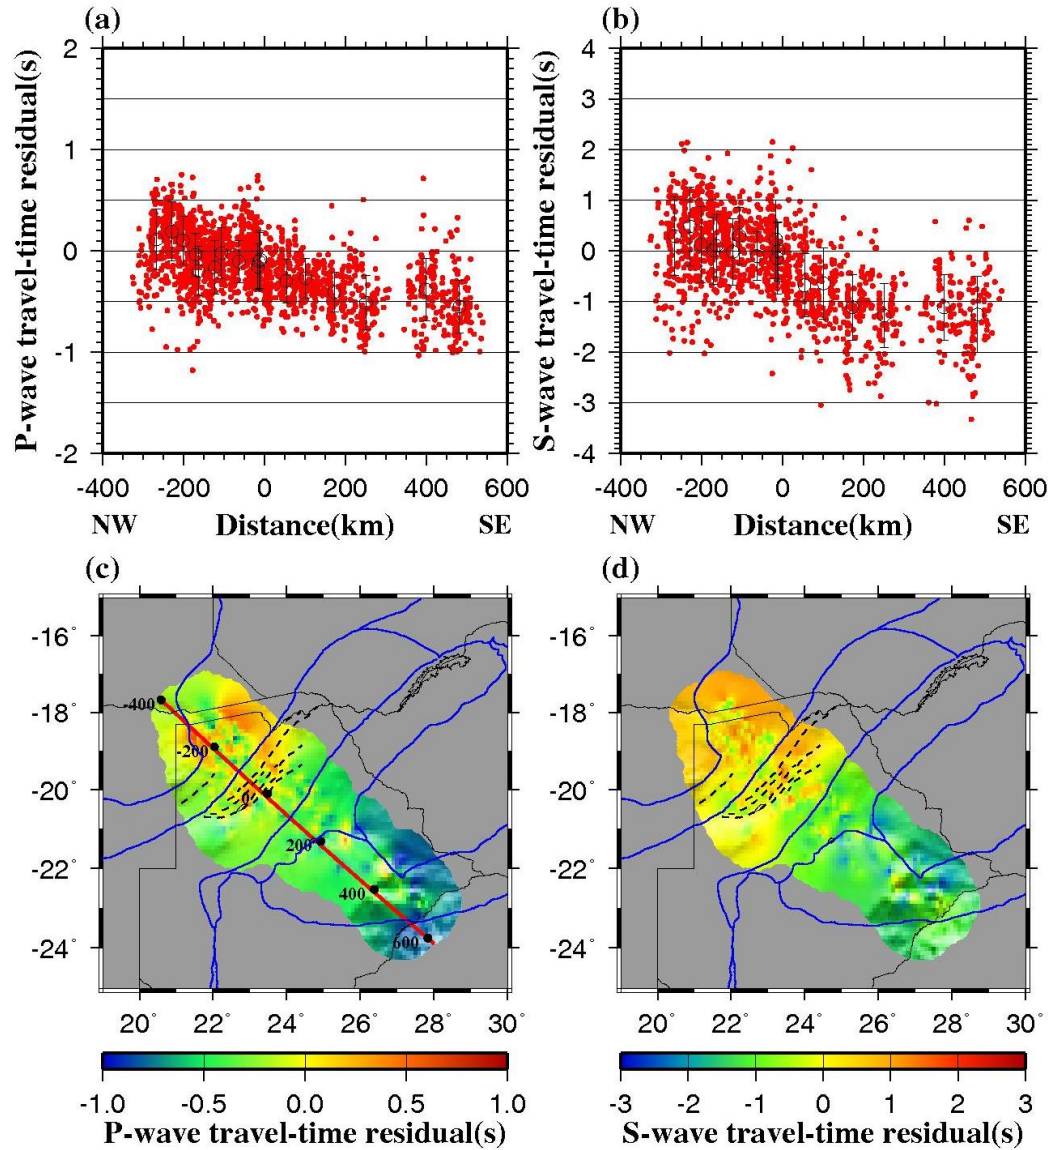 (a)
(b)
P-wave travel-time residual(s)
2
1
0
-1
-2
-400 -200 0 200 400 600
NW Distance(km) SE
S-wave travel-time residual(s)
4
3
2
1
0
-1
-2
-3
-4
-400 -200 0 200 400 600
NW Distance(km) SE
(c)
-16°
-18°
-20°
-22°
-24°
-400
-200
0
200
400
600
20° 22° 24° 26° 28° 30°
-1.0 -0.5 0.0 0.5 1.0
P-wave travel-time residual(s)
(d)
-16°
-18°
-20°
-22°
-24°
20° 22° 24° 26° 28° 30°
-3 -2 -1 0 1 2 3
S-wave travel-time residual(s)